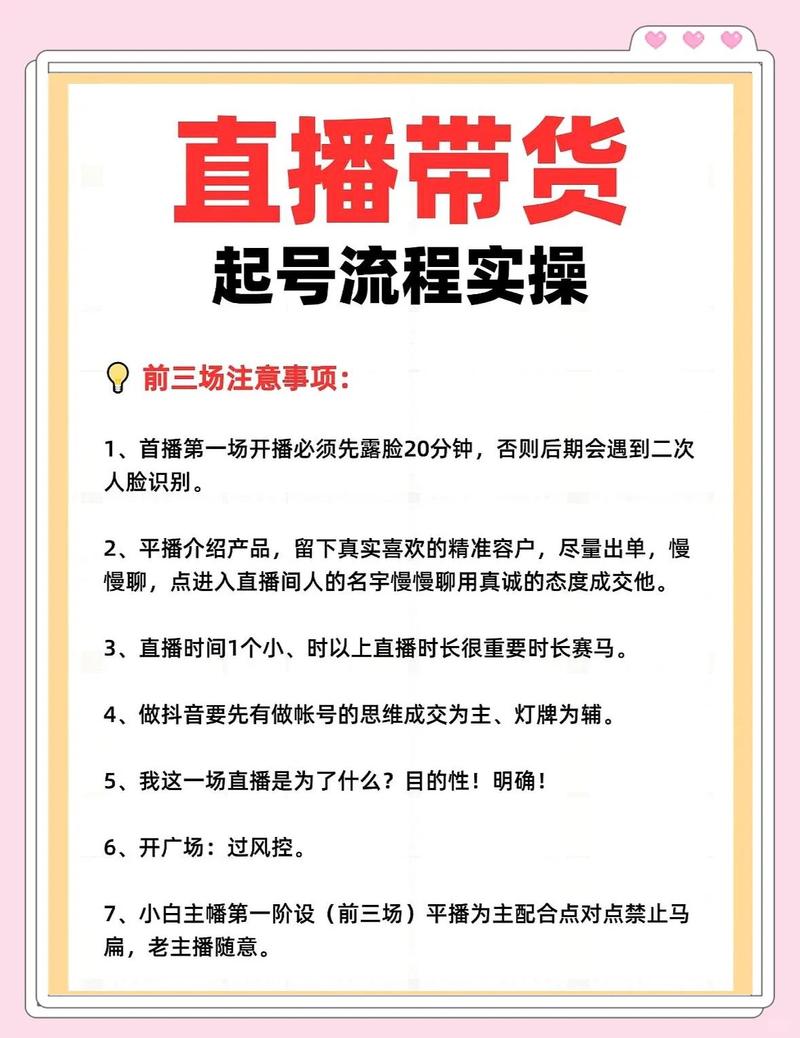 直播带货
起号流程实操
前三场注意事项：
1、首播第一场开播必须先露脸20分钟，否则后期会遇到二次
人脸识别。
2、平播介绍产品，留下真实喜欢的精准容户，尽量出单，慢
慢聊，点进入直播间人的名宇慢慢聊用真诚的态度成交他。
3、直播时间1个小、时以上直播时长很重要时长赛马。
4、做抖音要先有做帐号的思维成交为主、灯牌为辅。
5、我这一场直播是为了什么？目的性！明确！
6、开广场：过风控。
7、小白主幡第一阶设（前三场）平播为主配合点对点禁止马
扁，老主播随意。